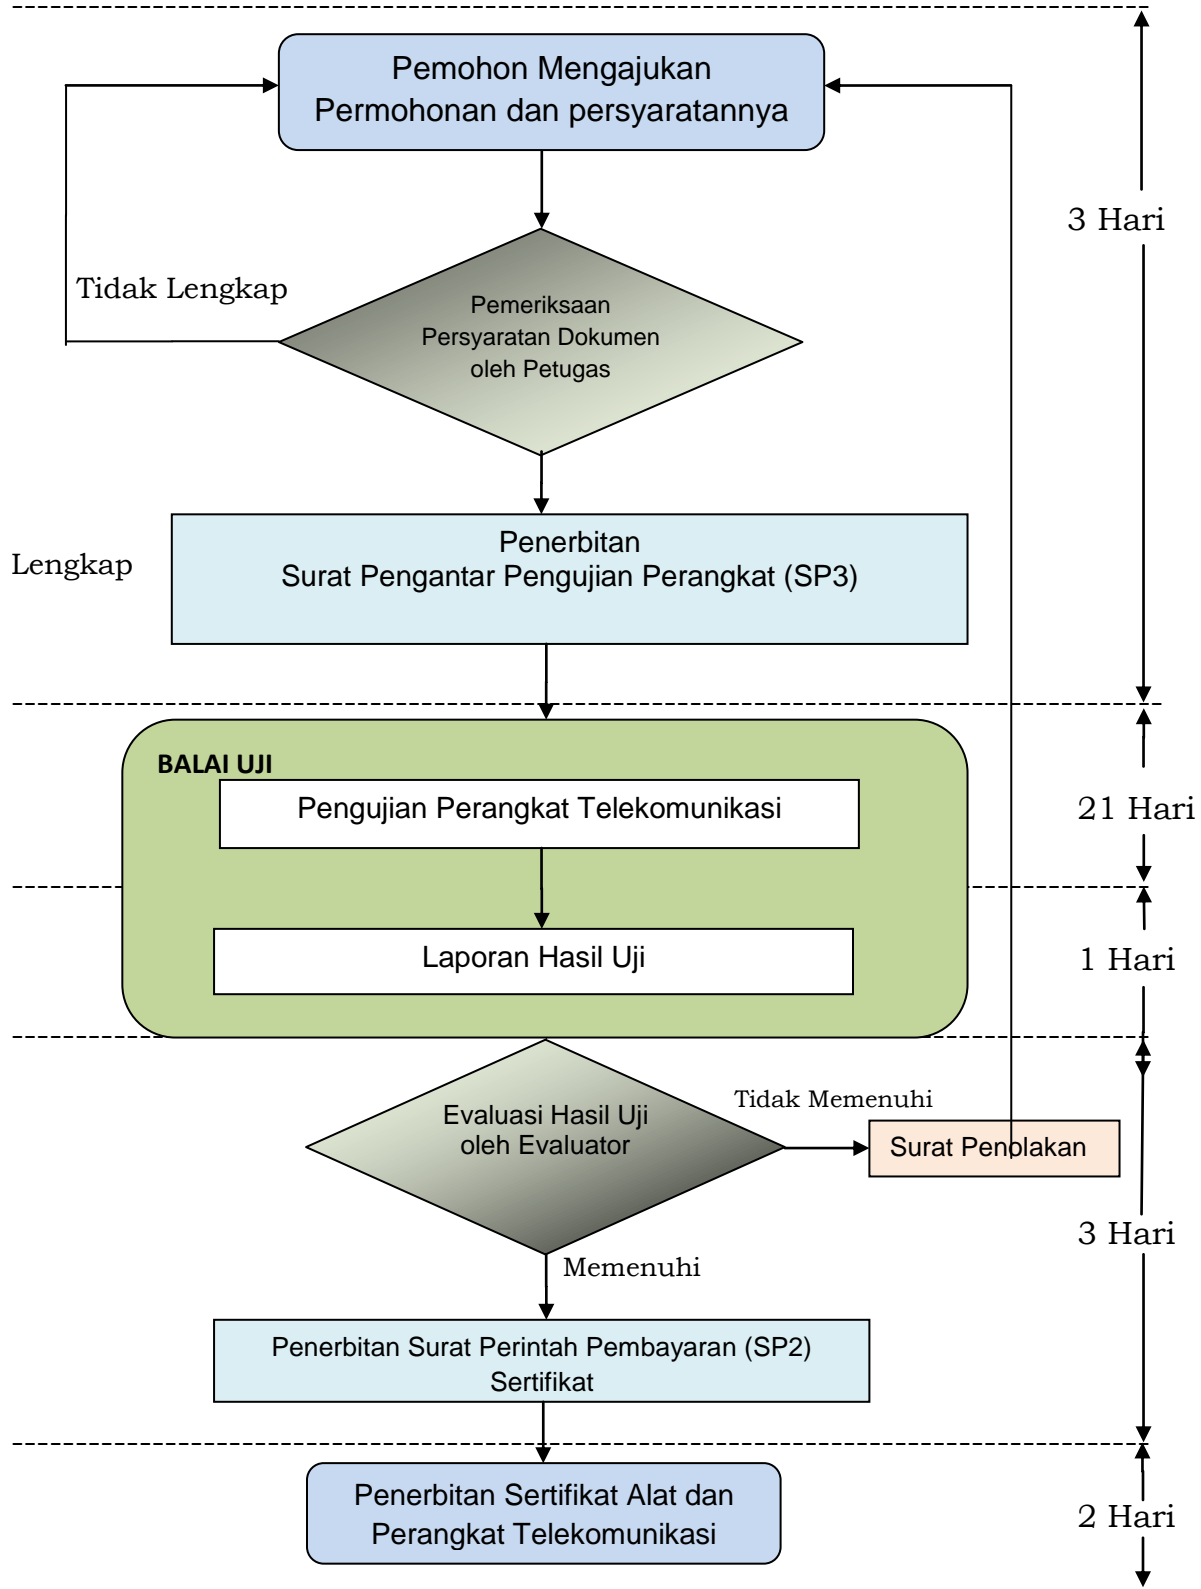 Pemohon Mengajukan
Permohonan dan persyaratannya
3 Hari
Tidak Lengkap
Pemeriksaan
Persyaratan Dokumen
oleh Petugas
Penerbitan
Surat Pengantar Pengujian Perangkat (SP3)
Lengkap
BALAI UJI
Pengujian Perangkat Telekomunikasi
21 Hari
Laporan Hasil Uji
1 Hari
Evaluasi Hasil Uji
oleh Evaluator
Tidak Memenuhi
Surat Penolakan
3 Hari
Memenuhi
Penerbitan Surat Perintah Pembayaran (SP2)
Sertifikat
Penerbitan Sertifikat Alat dan
Perangkat Telekomunikasi
2 Hari